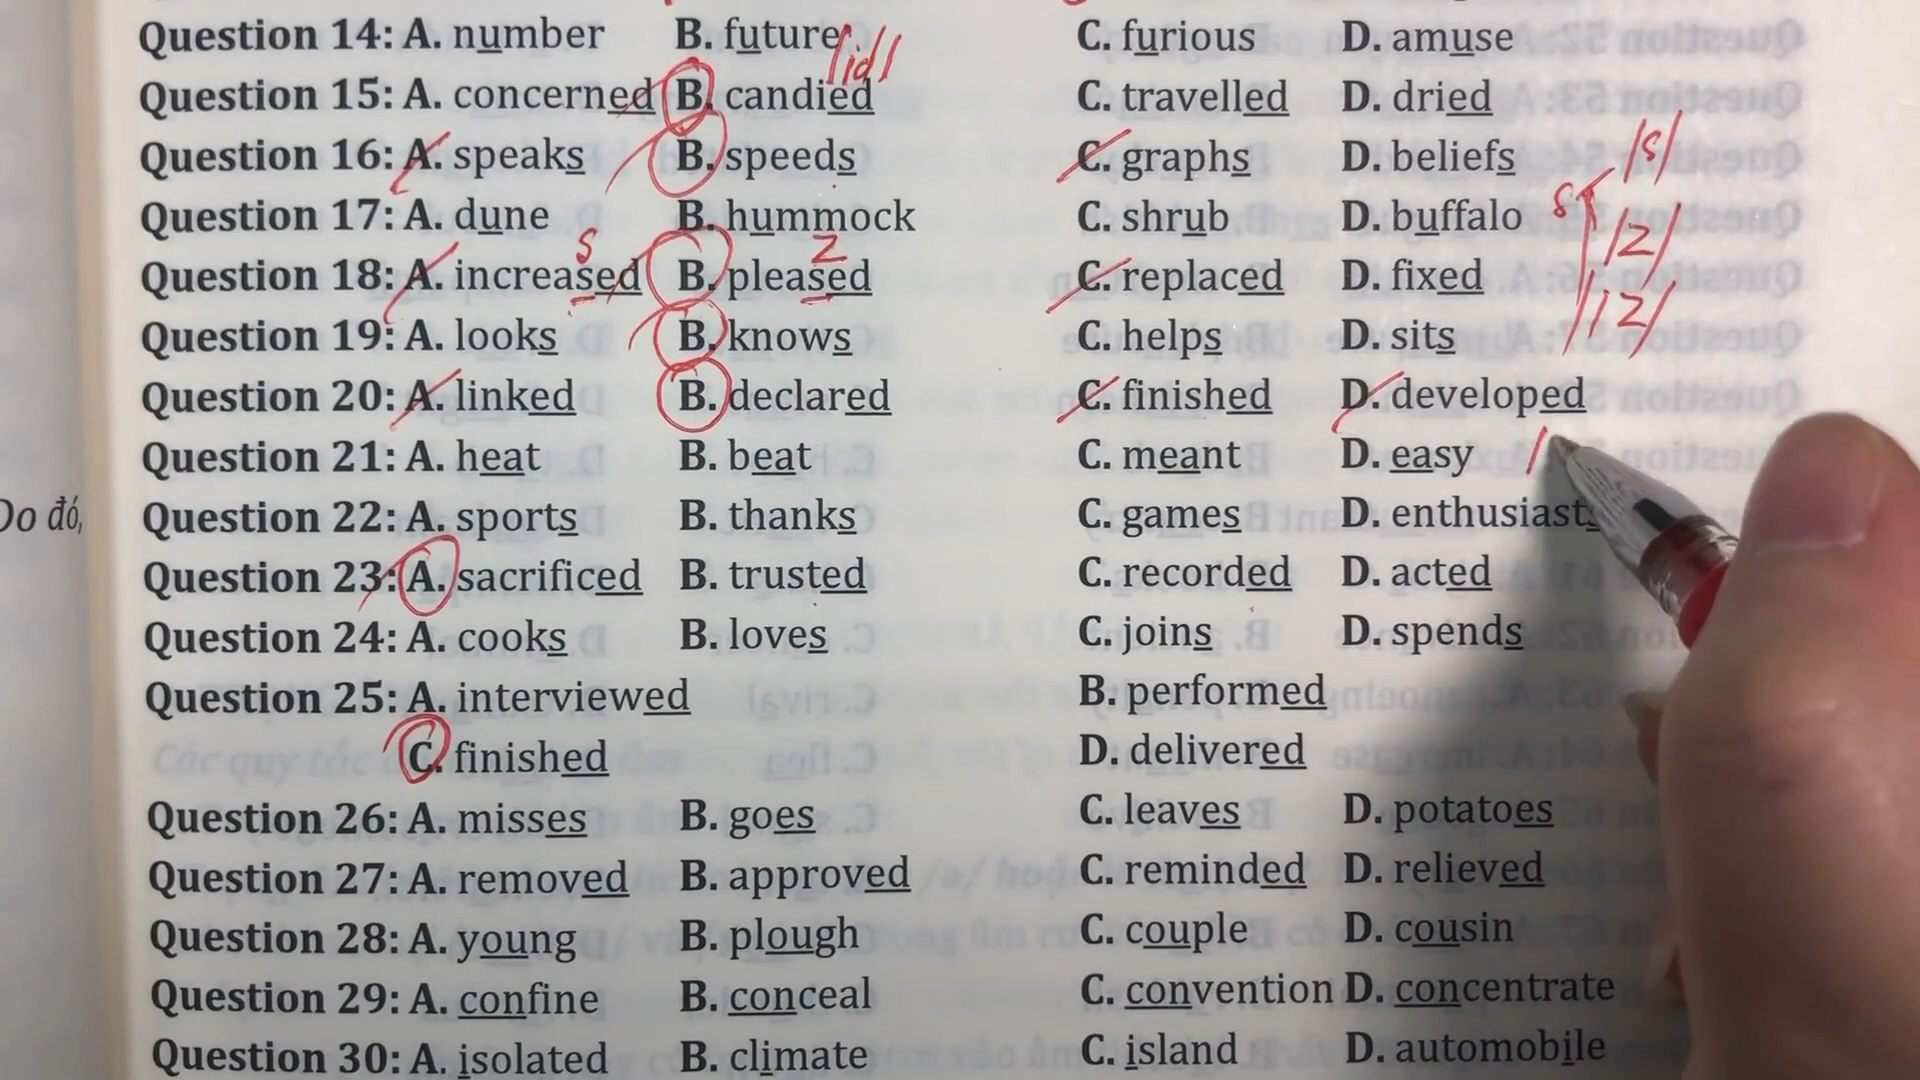 Question 14: A. number B. future C. furious D. amuse
/id/
Question 15: A. concerned B. candied C. travelled D. dried
Question 16: A. speaks B. speeds C. graphs D. beliefs /s/
Question 17: A. dune B. hummock C. shrub D. buffalo
s z s /z/
Question 18: A. increased B. pleased C. replaced D. fixed
/z/
Question 19: A. looks B. knows C. helps D. sits
Question 20: A. linked B. declared C. finished D. developed
Question 21: A. heat B. beat C. meant D. easy /
Do đó,
Question 22: A. sports B. thanks C. games D. enthusiasts
Question 23: A. sacrificed B. trusted C. recorded D. acted
Question 24: A. cooks B. loves C. joins D. spends
Question 25: A. interviewed B. performed
C. finished D. delivered
Question 26: A. misses B. goes C. leaves D. potatoes
Question 27: A. removed B. approved C. reminded D. relieved
Question 28: A. young B. plough C. couple D. cousin
Question 29: A. confine B. conceal C. convention D. concentrate
Question 30: A. isolated B. climate C. island D. automobile